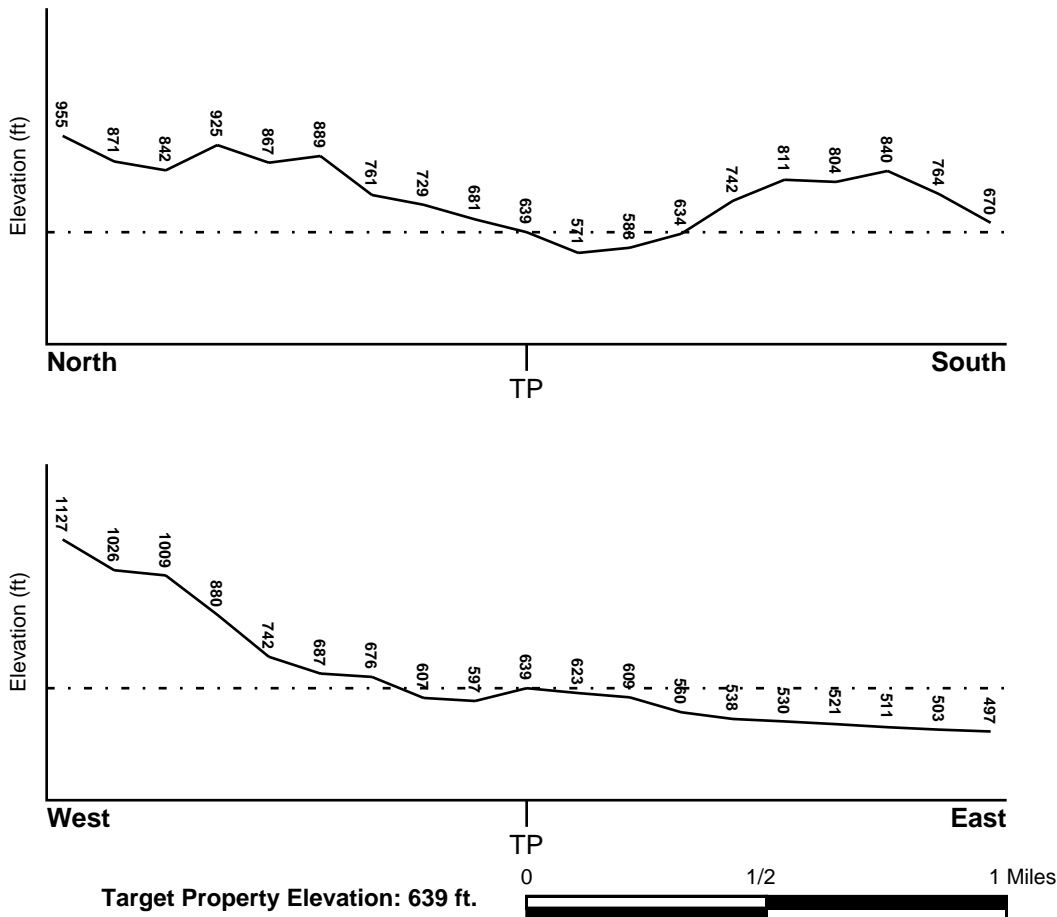 Elevation (ft)
955 871 842 925 867 889 761 729 681 639 571 588 634 742 811 804 840 764 670
North South
TP
Elevation (ft)
1127 1026 1009 880 742 687 676 607 597 639 623 609 560 538 530 521 511 503 497
West East
TP
Target Property Elevation: 639 ft.
0 1/2 1 Miles